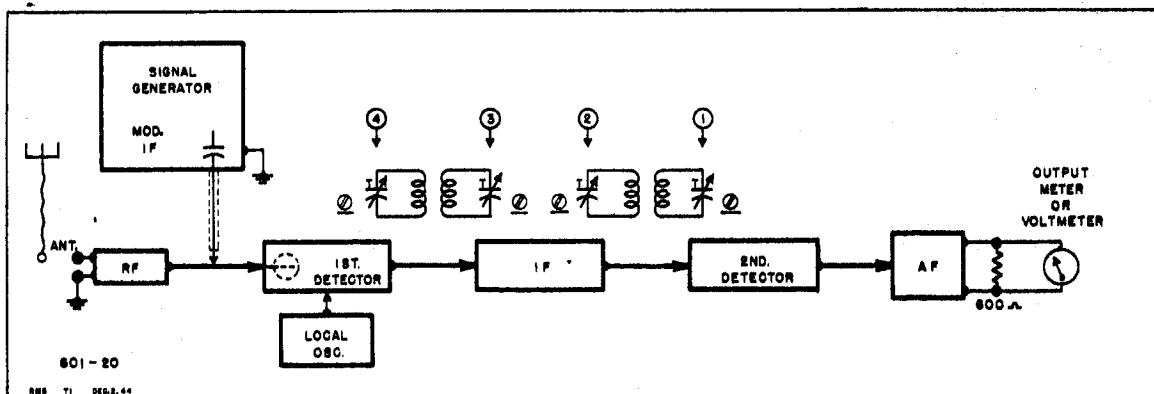 SIGNAL
GENERATOR
MOD.
IF
4
3
2
1
T
T
T
T
OUTPUT
METER
OR
VOLTMETER
ANT.
RF
1ST.
DETECTOR
IF
2ND.
DETECTOR
AF
600
LOCAL
OSC.
601-20
T1